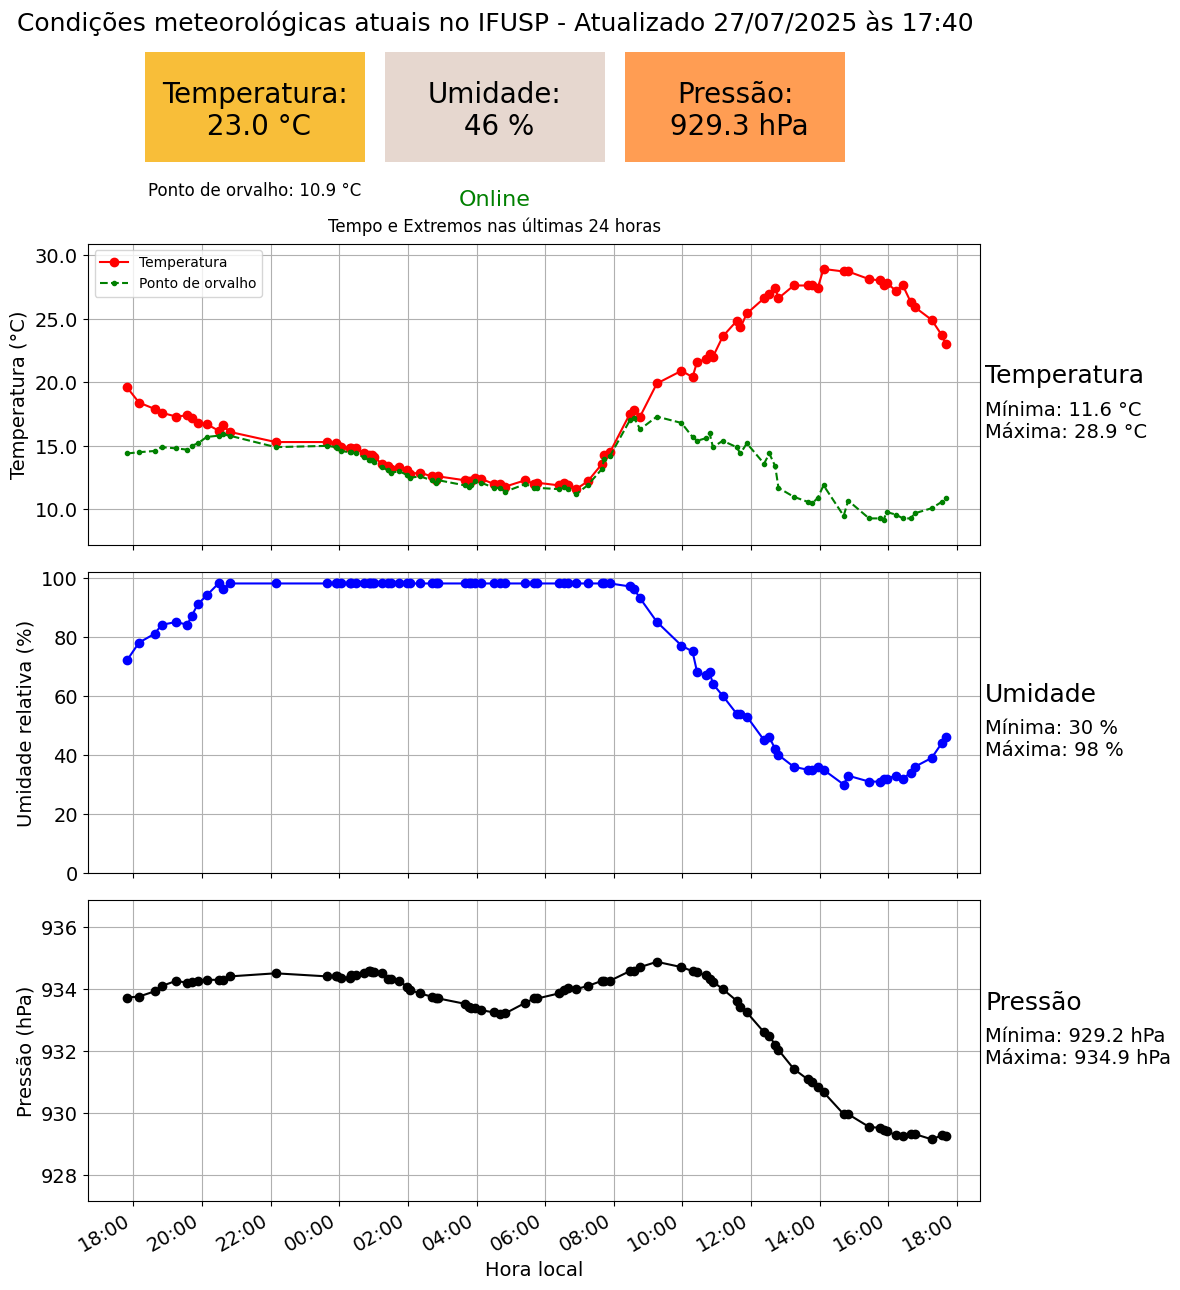 Condições meteorológicas atuais no IFUSP - Atualizado 27/07/2025 às 17:40
Temperatura:
23.0 °C
Umidade:
46 %
Pressão:
929.3 hPa
Ponto de orvalho: 10.9 °C
Online
Tempo e Extremos nas últimas 24 horas
Temperatura
Ponto de orvalho
30.0
25.0
20.0
15.0
10.0
Temperatura (°C)
Temperatura
Mínima: 11.6 °C
Máxima: 28.9 °C
100
80
60
40
20
0
Umidade relativa (%)
Umidade
Mínima: 30 %
Máxima: 98 %
936
934
932
930
928
Pressão (hPa)
Pressão
Mínima: 929.2 hPa
Máxima: 934.9 hPa
18:00 20:00 22:00 00:00 02:00 04:00 06:00 08:00 10:00 12:00 14:00 16:00 18:00
Hora local